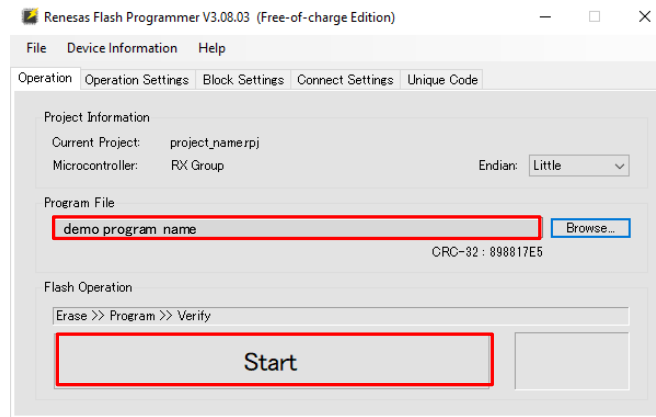 Renesas Flash Programmer V3.08.03 (Free-of-charge Edition)
File Device Information Help
Operation Operation Settings Block Settings Connect Settings Unique Code
Project Information
Current Project: project_name.rpj
Microcontroller: RX Group Endian: Little
Program File
demo program name Browse...
CRC-32 : 898817E5
Flash Operation
Erase >> Program >> Verify
Start